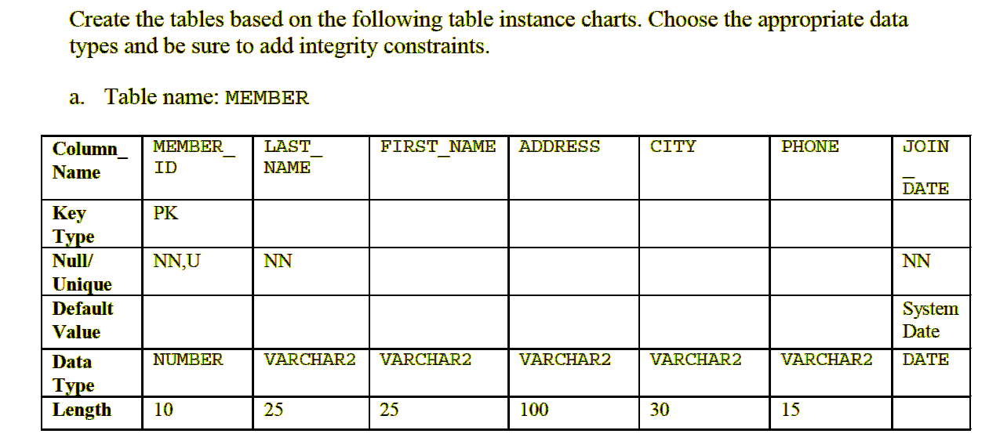 Create the tables based on the following table instance charts. Choose the appropriate data
types and be sure to add integrity constraints.
a. Table name: MEMBER
Column_ MEMBER_ LAST_ FIRST_NAME ADDRESS CITY PHONE JOIN
Name ID NAME _
DATE
Key PK
Type
Null/ NN,U NN NN
Unique
Default System
Value Date
Data NUMBER VARCHAR2 VARCHAR2 VARCHAR2 VARCHAR2 VARCHAR2 DATE
Type
Length 10 25 25 100 30 15